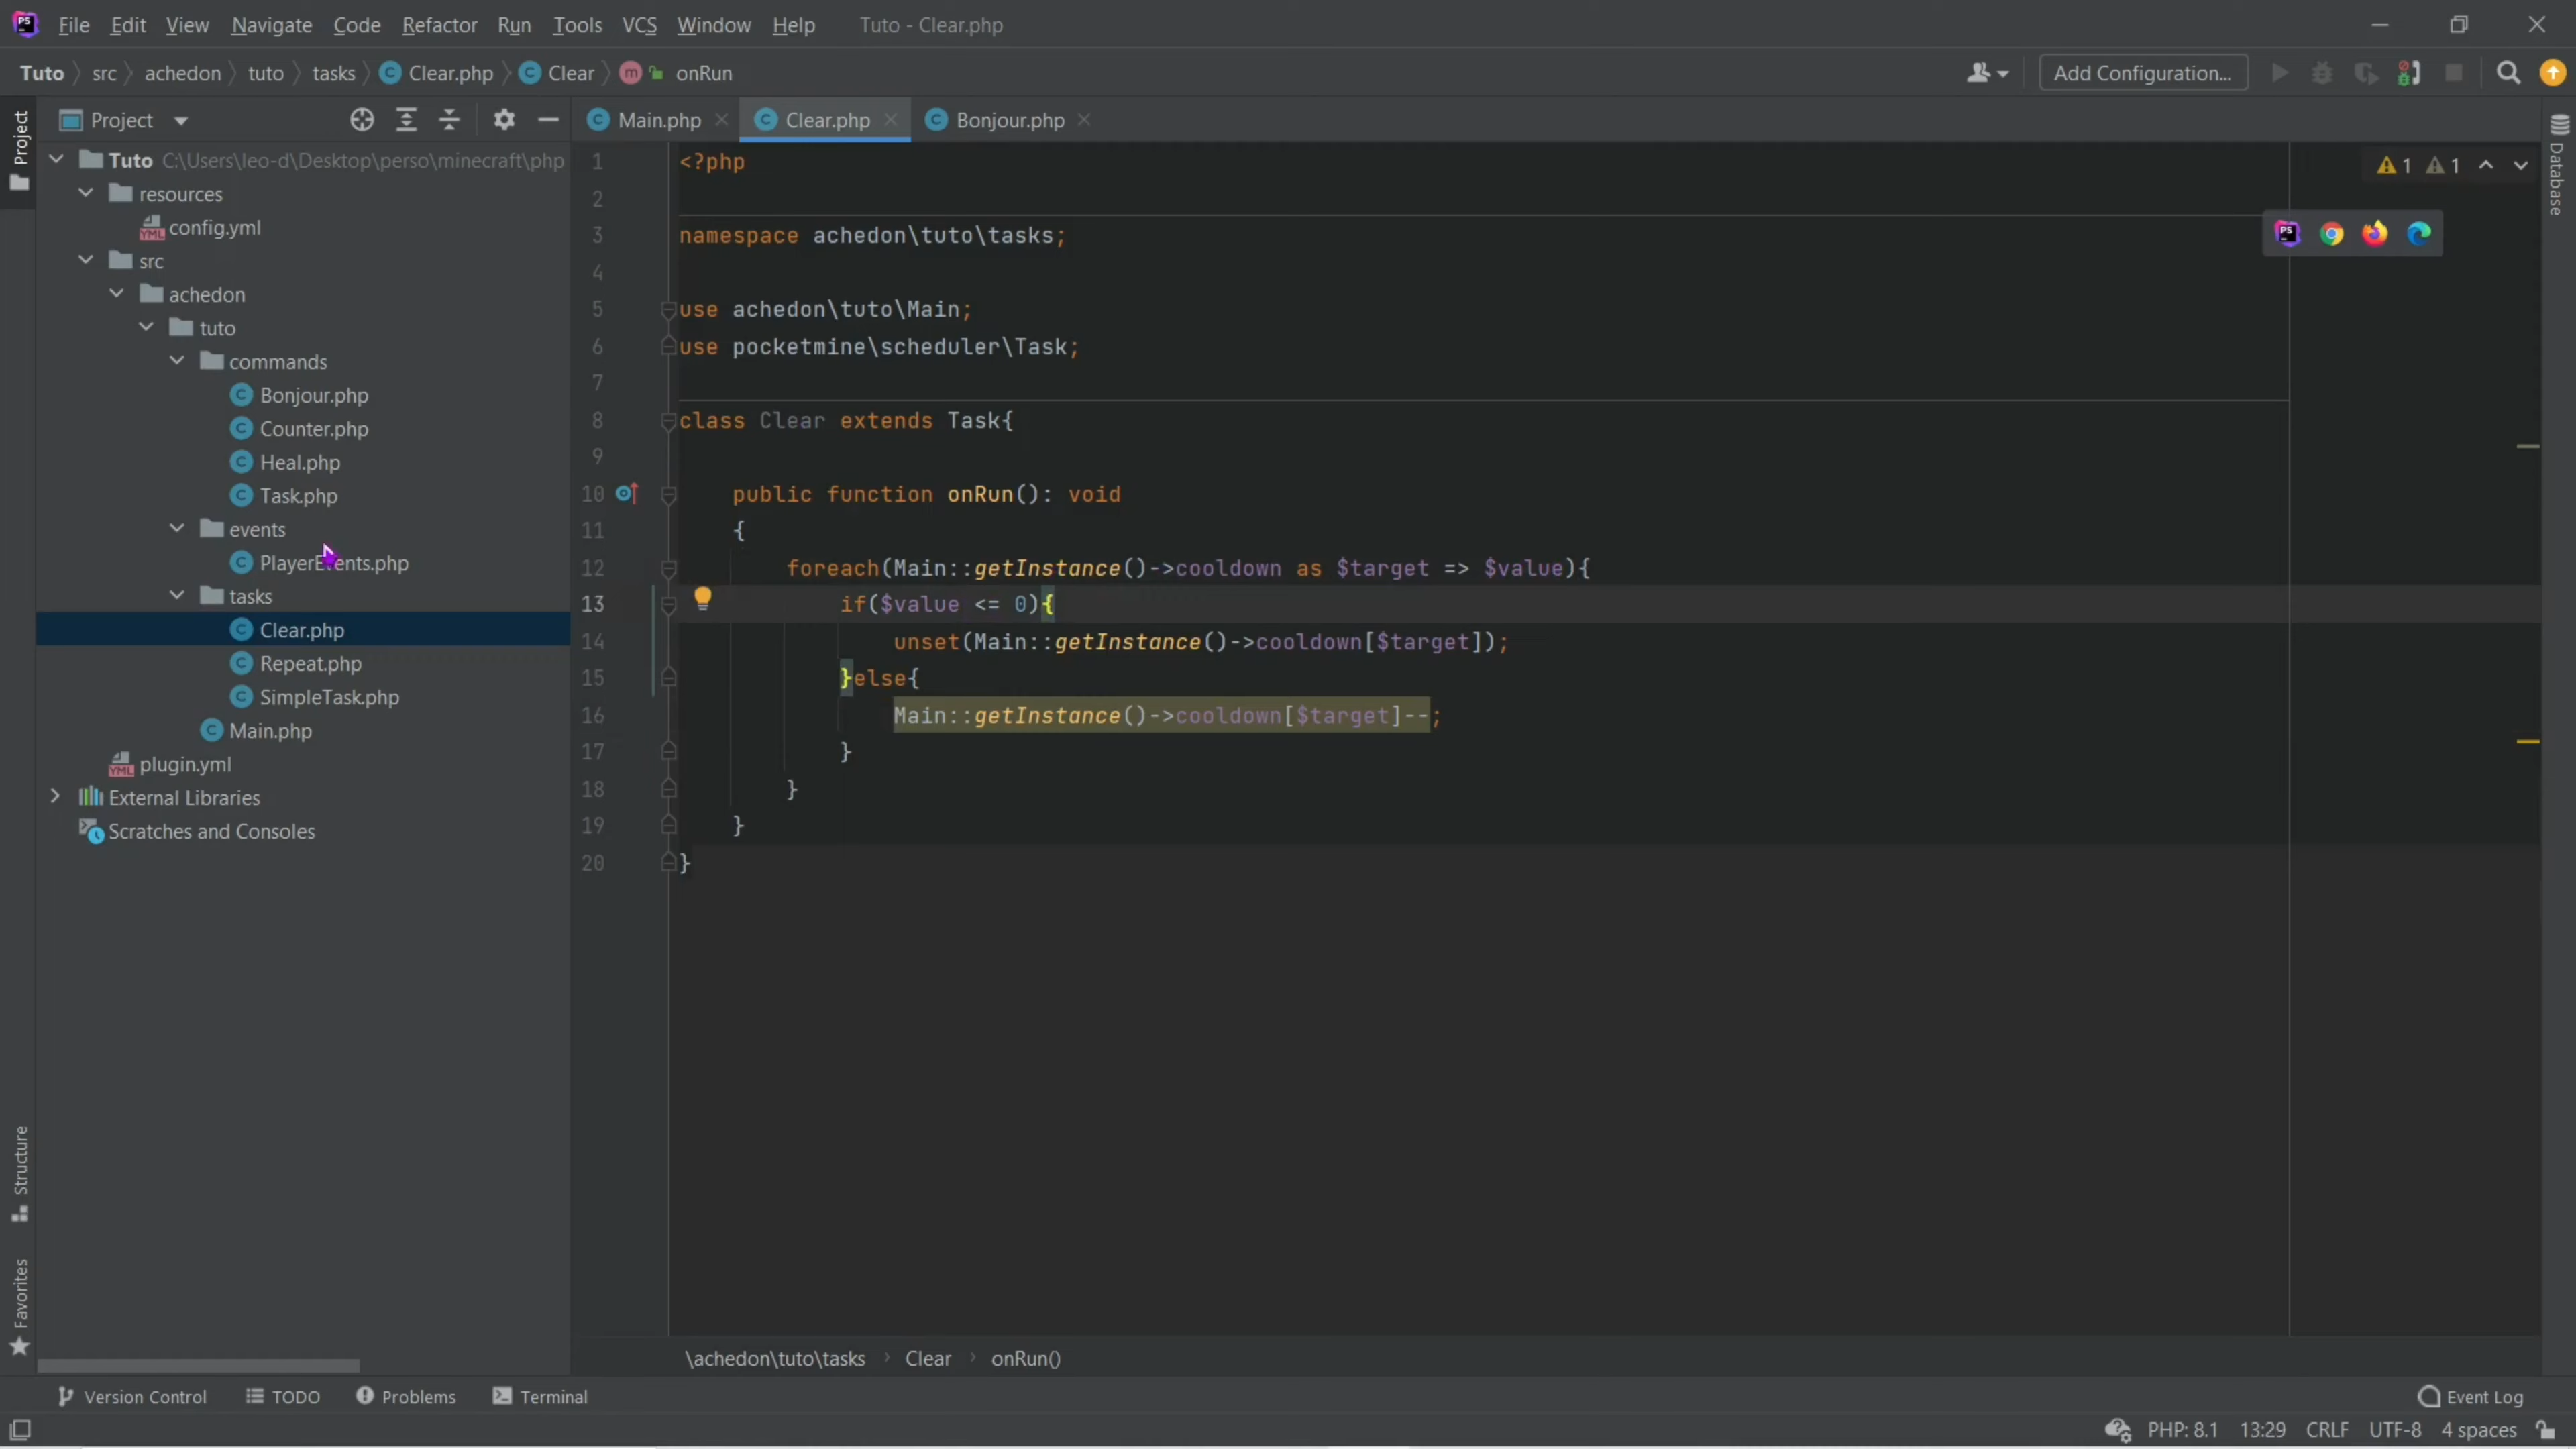 PS File Edit View Navigate Code Refactor Run Tools VCS Window Help Tuto - Clear.php
Tuto src achedon tuto tasks Clear.php Clear onRun Add Configuration...
Project
Project
Main.php Clear.php Bonjour.php
Tuto C:\Users\leo-d\Desktop\perso\minecraft\php
resources
config.yml
src
achedon
tuto
commands
Bonjour.php
Counter.php
Heal.php
Task.php
events
PlayerEvents.php
tasks
Clear.php
Repeat.php
SimpleTask.php
Main.php
plugin.yml
External Libraries
Scratches and Consoles
Structure
Favorites
1 <?php
2
3 namespace achedon\tuto\tasks;
4
5 use achedon\tuto\Main;
6 use pocketmine\scheduler\Task;
7
8 class Clear extends Task{
9
10 public function onRun(): void
11 {
12 foreach(Main::getInstance()->cooldown as $target => $value){
13 if($value <= 0){
14 unset(Main::getInstance()->cooldown[$target]);
15 }else{
16 Main::getInstance()->cooldown[$target]--;
17 }
18 }
19 }
20 }
1 1
Database
\achedon\tuto\tasks Clear onRun()
Version Control TODO Problems Terminal Event Log
PHP: 8.1 13:29 CRLF UTF-8 4 spaces